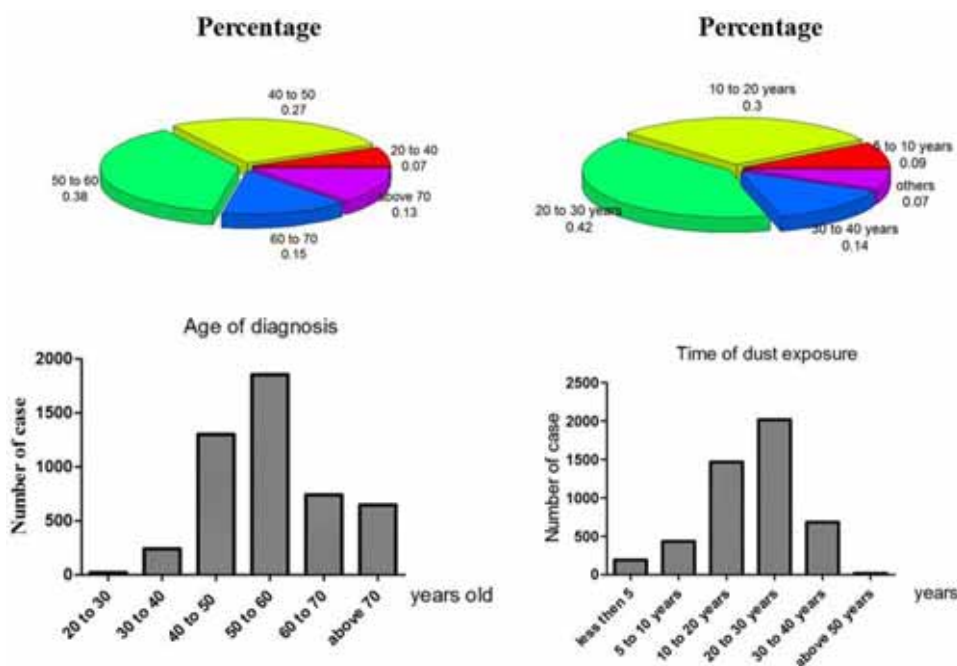 Percentage
40 to 50
0.27
20 to 40
0.07
above 70
0.13
60 to 70
0.15
50 to 60
0.38
Percentage
10 to 20 years
0.3
5 to 10 years
0.09
others
0.07
30 to 40 years
0.14
20 to 30 years
0.42
Age of diagnosis
Number of case
2000
1500
1000
500
0
20 to 30
30 to 40
40 to 50
50 to 60
60 to 70
above 70
years old
Time of dust exposure
Number of case
2500
2000
1500
1000
500
0
less then 5
5 to 10 years
10 to 20 years
20 to 30 years
30 to 40 years
above 50 years
years